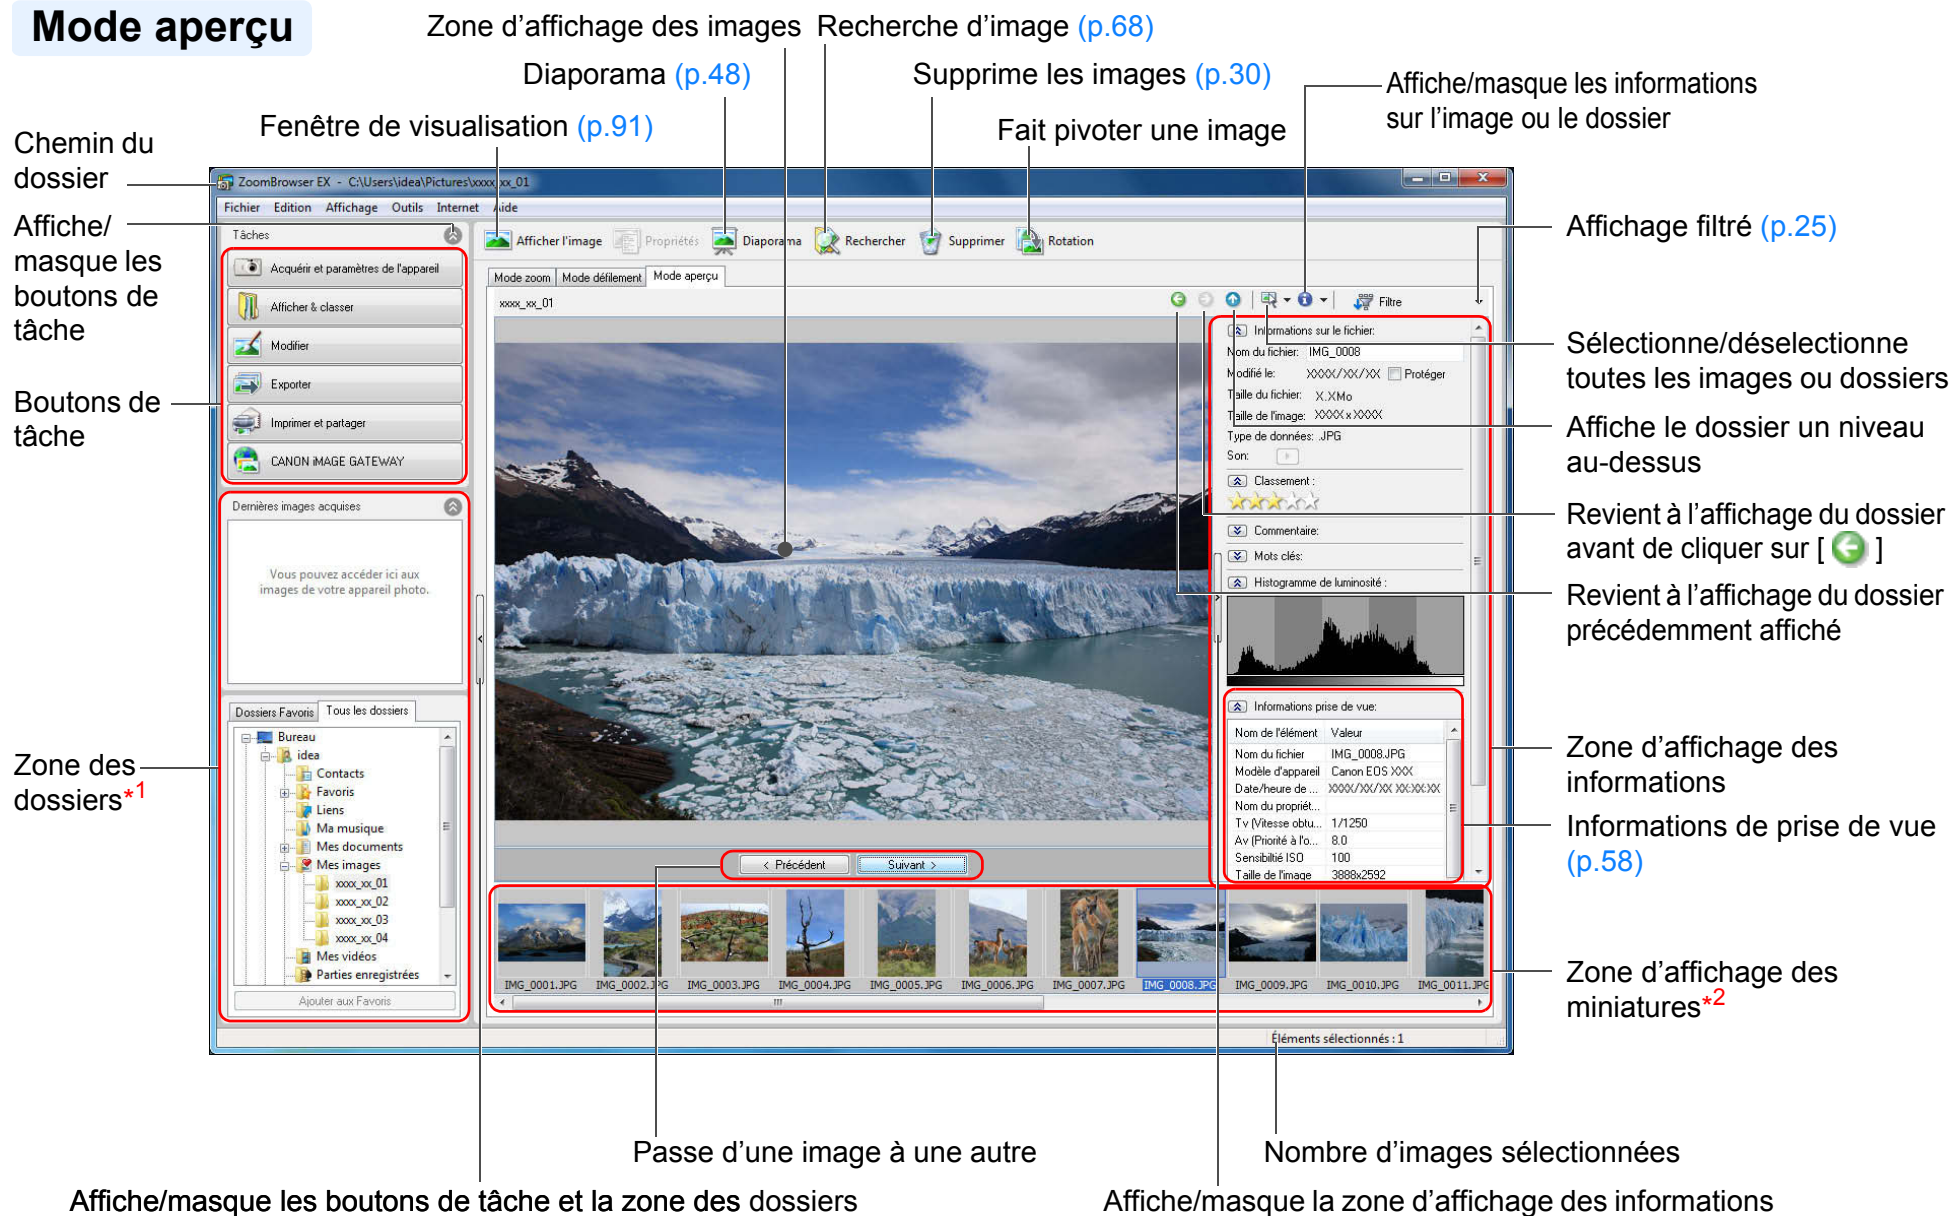 Mode aperçu
Zone d’affichage des images
Recherche d’image (p.68)
Diaporama (p.48)
Supprime les images (p.30)
Affiche/masque les informations
sur l’image ou le dossier
Fenêtre de visualisation (p.91)
Fait pivoter une image
Chemin du
dossier
Affiche/
masque les
boutons de
tâche
Boutons de
tâche
Zone des
dossiers*1
ZoomBrowser EX - C:\Users\idea\Pictures\xxxx_xx_01
Fichier Edition Affichage Outils Internet Aide
Tâches
Acquérir et paramètres de l'appareil
Afficher & classer
Modifier
Exporter
Imprimer et partager
CANON iMAGE GATEWAY
Dernières images acquises
Vous pouvez accéder ici aux
images de votre appareil photo.
Dossiers Favoris Tous les dossiers
Bureau
idea
Contacts
Favoris
Liens
Ma musique
Mes documents
Mes images
xxxx_xx_01
xxxx_xx_02
xxxx_xx_03
xxxx_xx_04
Mes vidéos
Parties enregistrées
Ajouter aux Favoris
Afficher l'image Propriétés Diaporama Rechercher Supprimer Rotation
Mode zoom Mode défilement Mode aperçu
xxxx_xx_01
Filtre
Informations sur le fichier:
Nom du fichier: IMG_0008
Modifié le: XXXX/XX/XX Protéger
Taille du fichier: X.XMo
Taille de l'image: XXXX x XXXX
Type de données: .JPG
Son:
Classement :
Commentaire:
Mots clés:
Histogramme de luminosité :
Informations prise de vue:
Nom de l'élément Valeur
Nom du fichier IMG_0008.JPG
Modèle d'appareil Canon EOS XXX
Date/heure de ... XXXX/XX/XX XX:XX:XX
Nom du propriét...
Tv (Vitesse obtu... 1/1250
Av (Priorité à l'o... 8.0
Sensibiltié ISO 100
Taille de l'image 3888x2592
< Précédent Suivant >
IMG_0001.JPG IMG_0002.JPG IMG_0003.JPG IMG_0004.JPG IMG_0005.JPG IMG_0006.JPG IMG_0007.JPG IMG_0008.JPG IMG_0009.JPG IMG_0010.JPG IMG_0011.JPG
Éléments sélectionnés : 1
Affichage filtré (p.25)
Sélectionne/déselectionne
toutes les images ou dossiers
Affiche le dossier un niveau
au-dessus
Revient à l’affichage du dossier
avant de cliquer sur [ ]
Revient à l’affichage du dossier
précédemment affiché
Zone d’affichage des
informations
Informations de prise de vue
(p.58)
Zone d’affichage des
miniatures*2
Passe d’une image à une autre
Nombre d’images sélectionnées
Affiche/masque les boutons de tâche et la zone des dossiers
Affiche/masque la zone d’affichage des informations